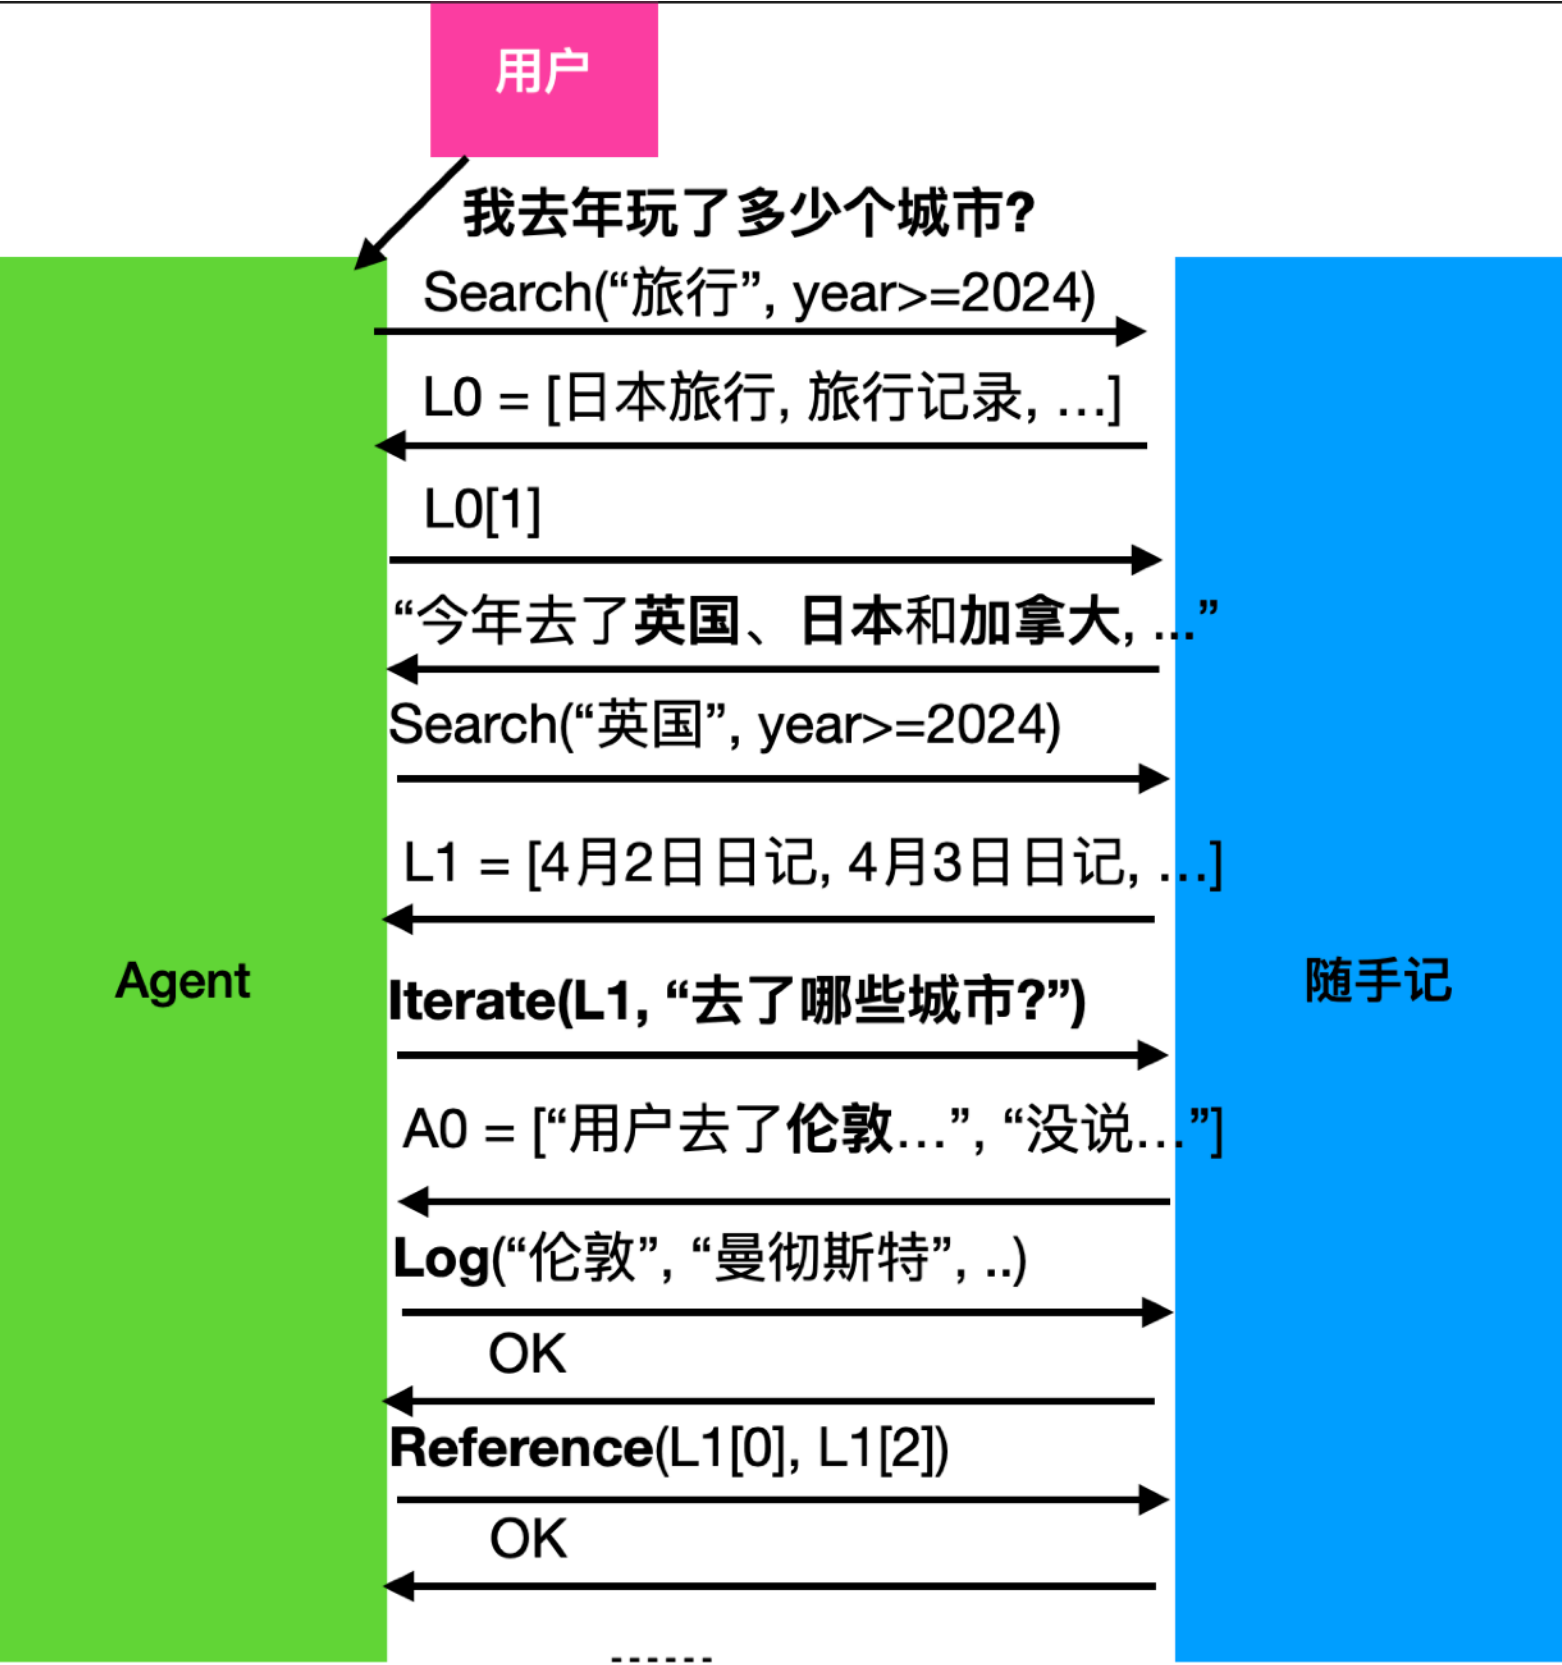 用户
我去年玩了多少个城市?
Search(“旅行”, year>=2024)
L0 = [日本旅行, 旅行记录, …]
L0[1]
“今年去了英国、日本和加拿大, ...”
Search(“英国”, year>=2024)
L1 = [4月2日日记, 4月3日日记, …]
Agent
随手记
Iterate(L1, “去了哪些城市?”)
A0 = [“用户去了伦敦…”, “没说…”]
Log(“伦敦”, “曼彻斯特”, ..)
OK
Reference(L1[0], L1[2])
OK
------